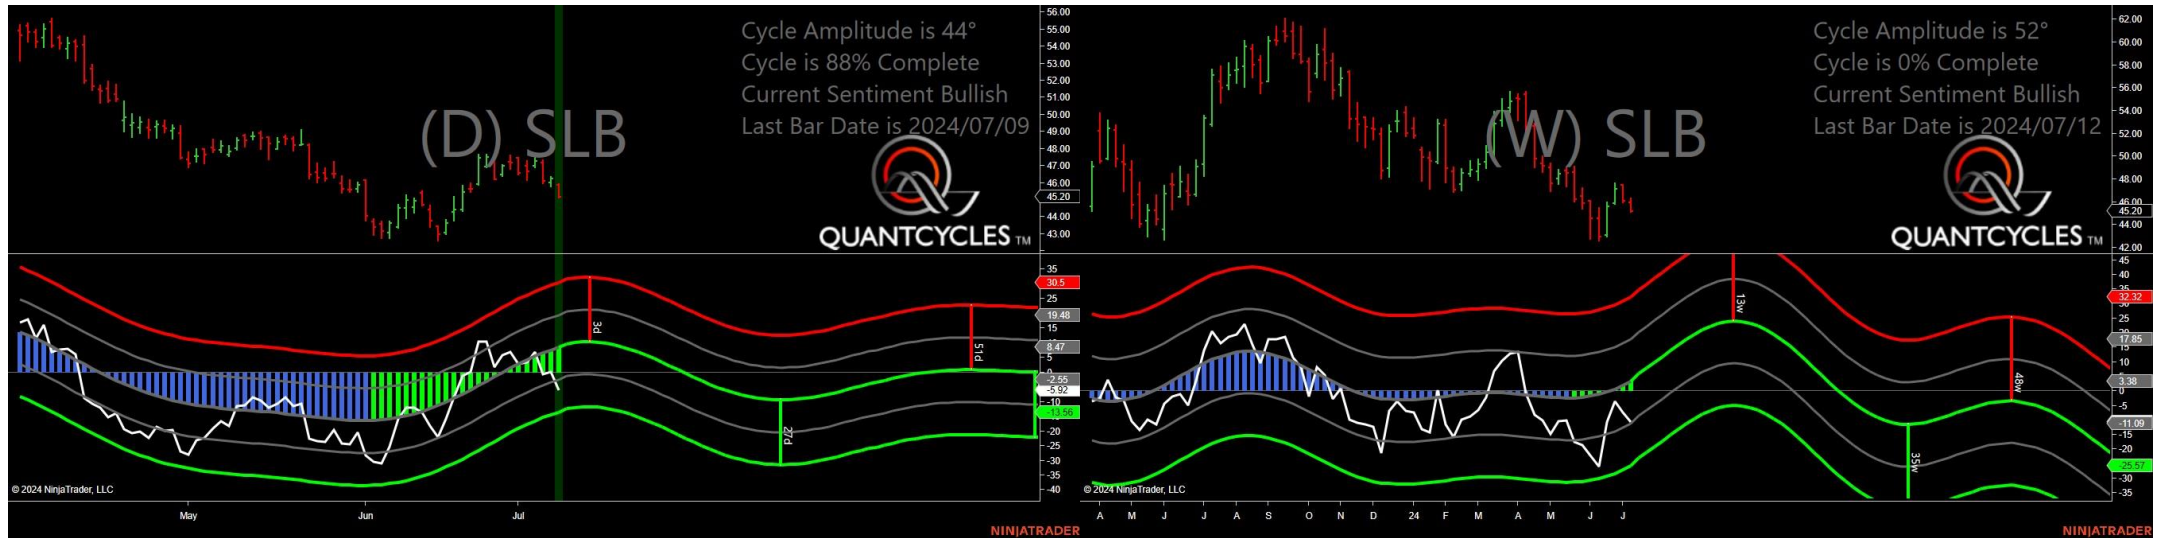 Cycle Amplitude is 44°
Cycle is 88% Complete
Current Sentiment Bullish
Last Bar Date is 2024/07/09
(D) SLB
QUANTCYCLES TM
56.00
55.00
54.00
53.00
52.00
51.00
50.00
49.00
48.00
47.00
46.00
45.20
44.00
43.00
35
30.5
25
19.48
15
8.47
5
0
-2.55
-5.92
-10
-13.56
-20
-25
-30
-35
-40
3d
27d
51d
© 2024 NinjaTrader, LLC
May Jun Jul
NINJATRADER
Cycle Amplitude is 52°
Cycle is 0% Complete
Current Sentiment Bullish
Last Bar Date is 2024/07/12
(W) SLB
QUANTCYCLES TM
62.00
60.00
58.00
56.00
54.00
52.00
50.00
48.00
46.00
45.20
44.00
42.00
45
40
35
32.32
25
17.85
15
10
3.38
-5
-11.09
-15
-20
-25.57
-30
-35
13w
35w
48w
© 2024 NinjaTrader, LLC
A M J J A S O N D 24 F M A M J J
NINJATRADER